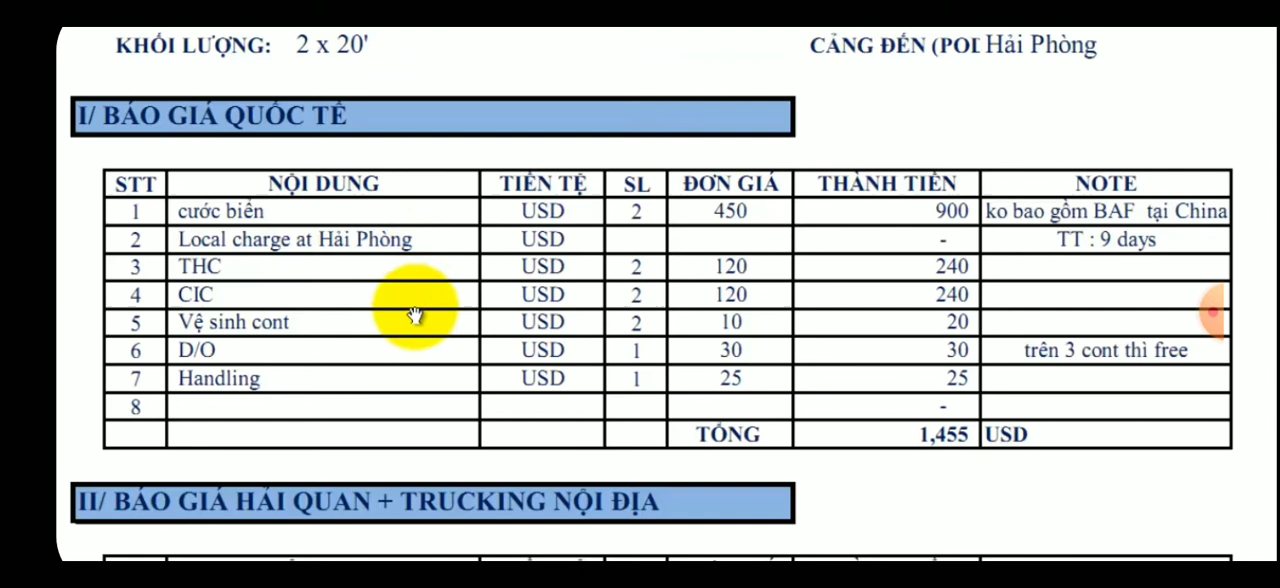 KHỐI LƯỢNG: 2 x 20' CẢNG ĐẾN (POD Hải Phòng
I/ BÁO GIÁ QUỐC TẾ
STT NỘI DUNG TIỀN TỆ SL ĐƠN GIÁ THÀNH TIỀN NOTE
1 cước biển USD 2 450 900 ko bao gồm BAF tại China
2 Local charge at Hải Phòng USD - TT : 9 days
3 THC USD 2 120 240
4 CIC USD 2 120 240
5 Vệ sinh cont USD 2 10 20
6 D/O USD 1 30 30 trên 3 cont thì free
7 Handling USD 1 25 25
8 -
TỔNG 1,455 USD
II/ BÁO GIÁ HẢI QUAN + TRUCKING NỘI ĐỊA